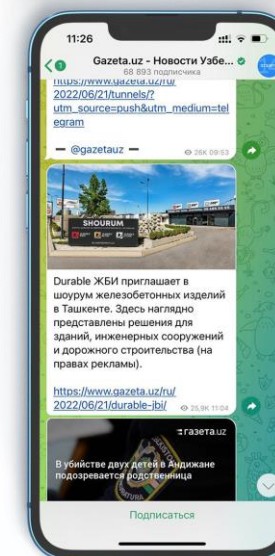 11:26
1
Gazeta.uz - Новости Узбе...
68 893 подписчика
https://www.gazeta.uz/ru/
2022/06/21/tunnels/?
utm_source=push&utm_medium=tel
egram
— @gazetauz —
26K 09:53
SHOURUM
Durable ЖБИ приглашает в
шоурум железобетонных изделий
в Ташкенте. Здесь наглядно
представлены решения для
зданий, инженерных сооружений
и дорожного строительства (на
правах рекламы).
https://www.gazeta.uz/ru/
2022/06/21/durable-jbi/
25,9K 11:04
газета.uz
В убийстве двух детей в Андижане
подозревается родственница
Подписаться